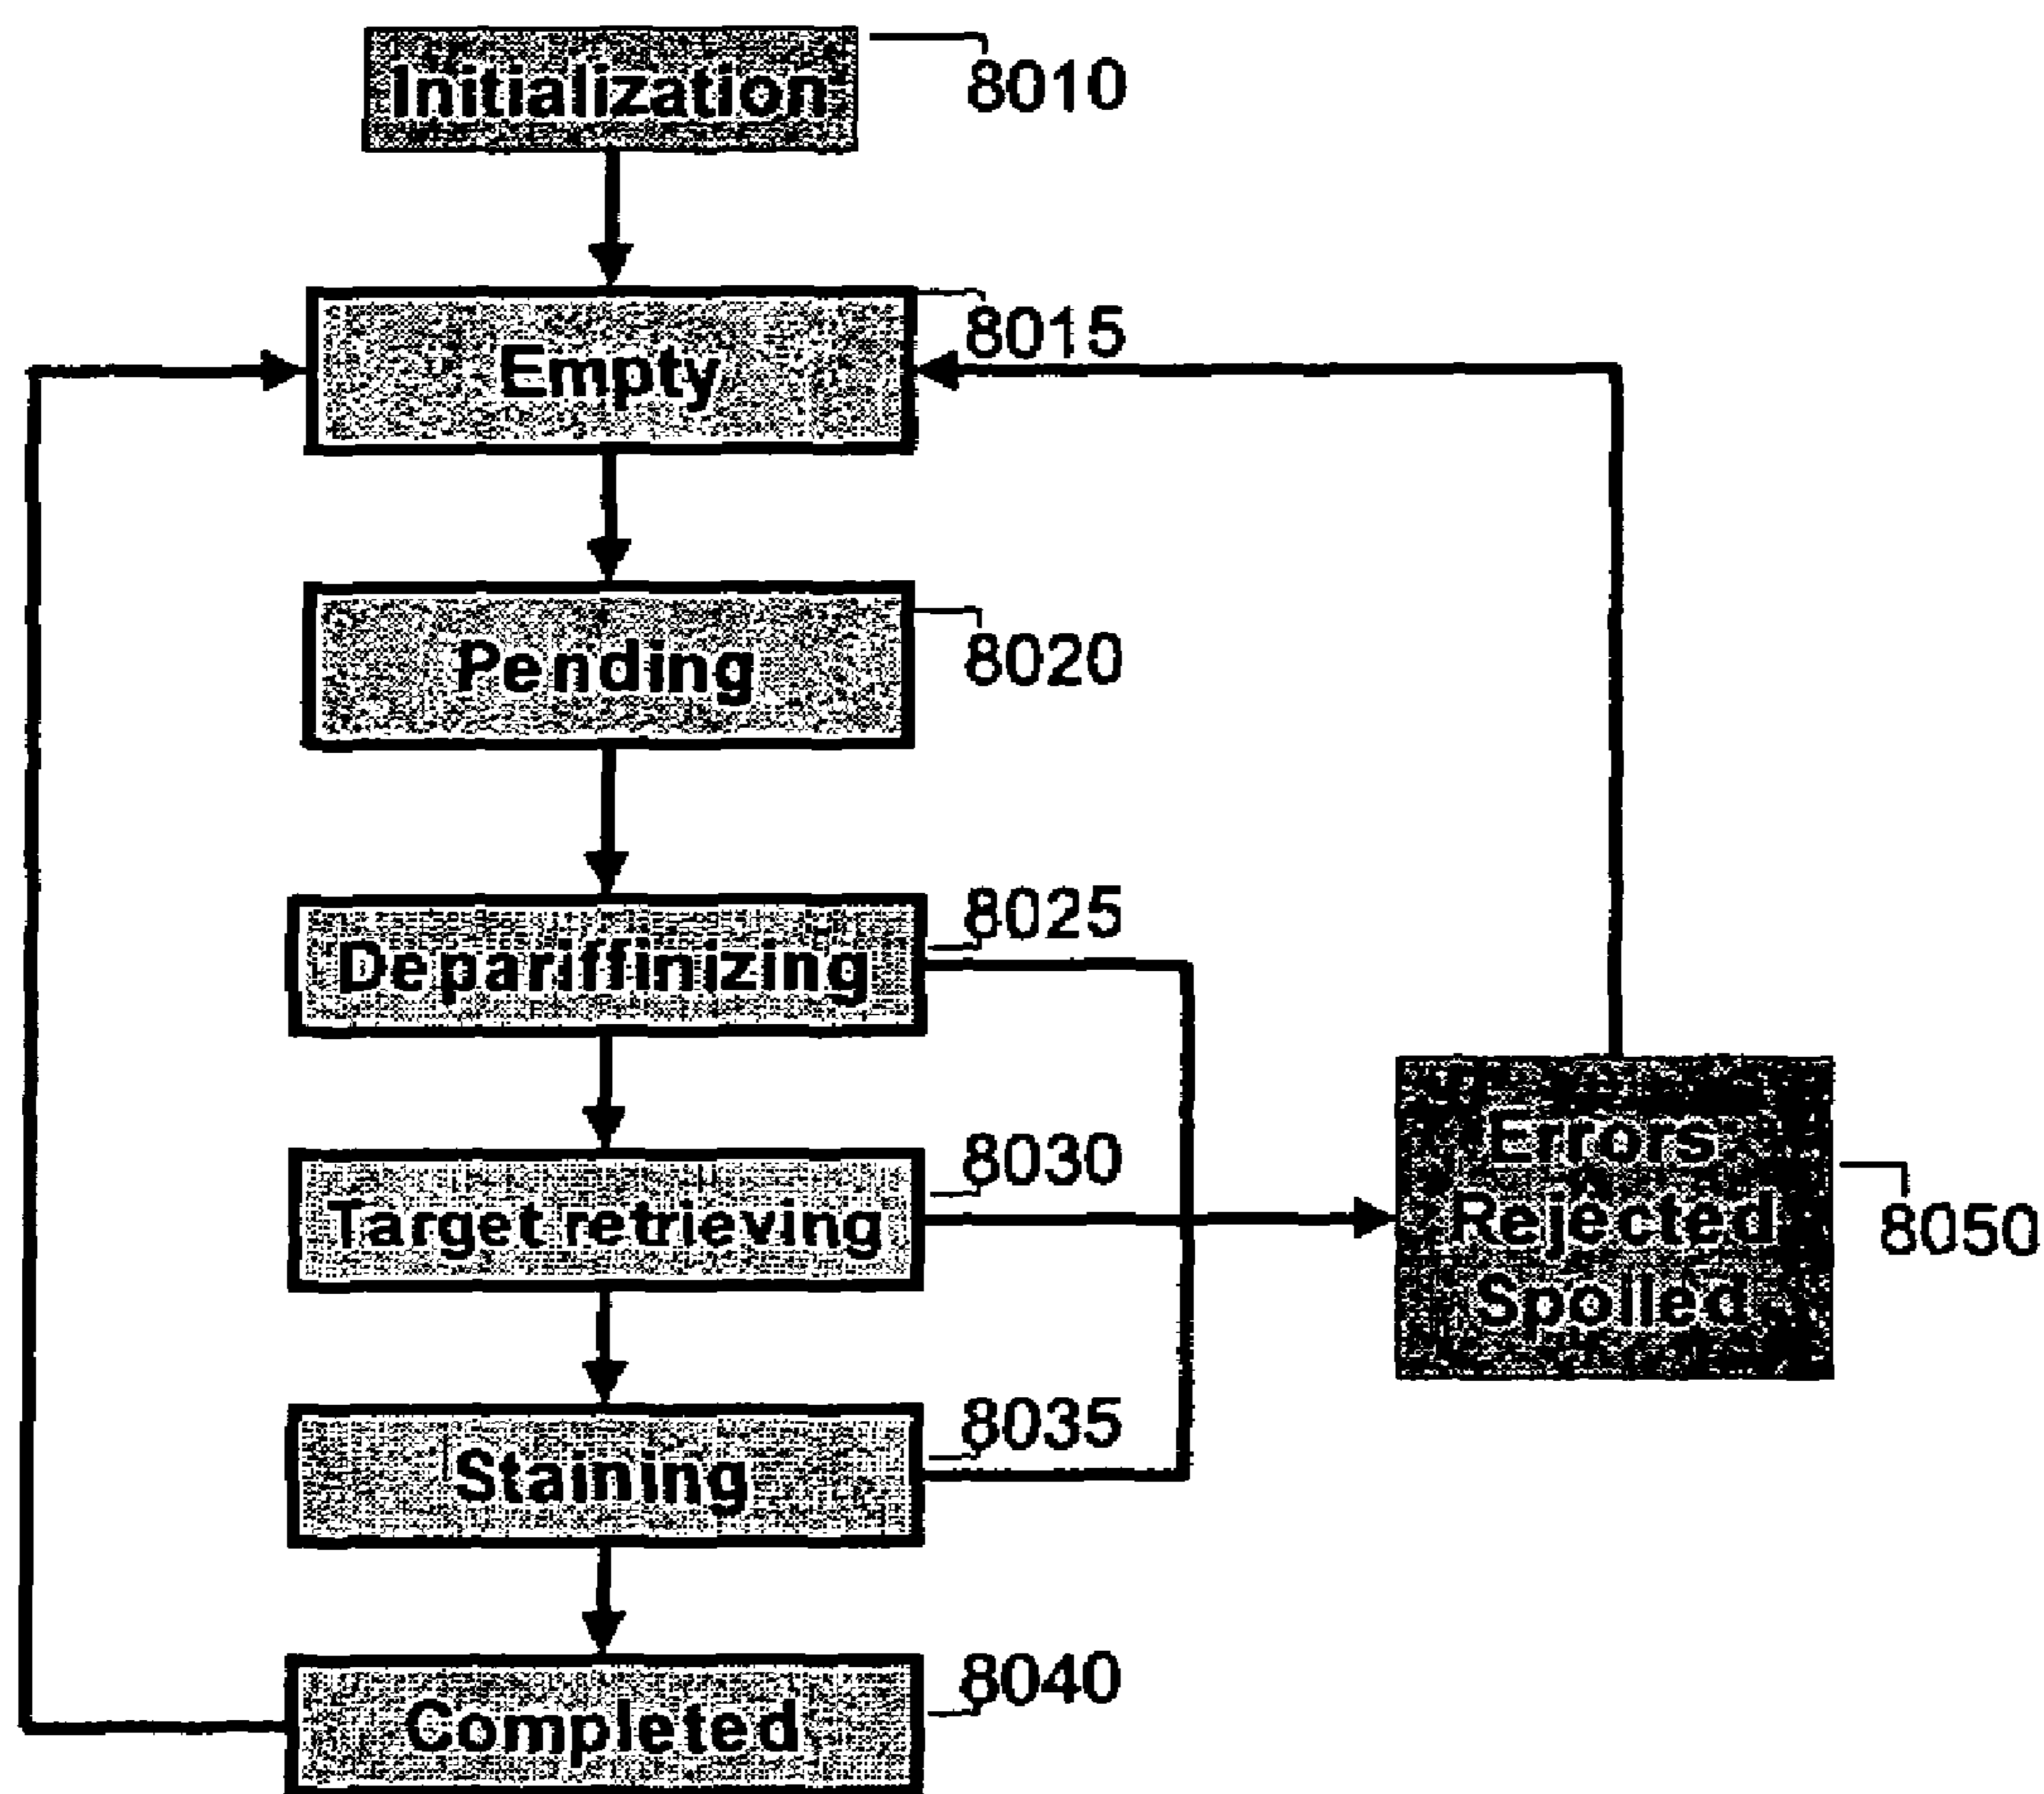 Initialization
8010
Empty
8015
Pending
8020
Depariffinizing
8025
Target retrieving
8030
Staining
8035
Completed
8040
Errors
Rejected
Spoiled
8050